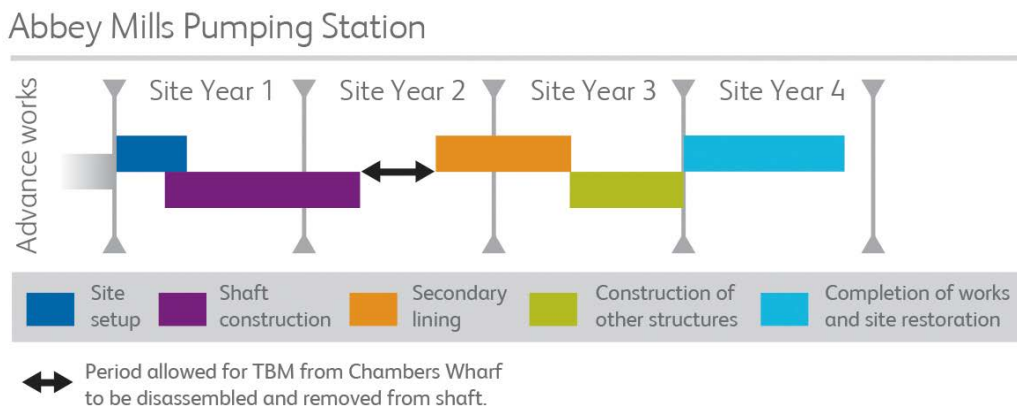 Abbey Mills Pumping Station
Advance works
Site Year 1
Site Year 2
Site Year 3
Site Year 4
Site
setup
Shaft
construction
Secondary
lining
Construction of
other structures
Completion of works
and site restoration
Period allowed for TBM from Chambers Wharf
to be disassembled and removed from shaft.